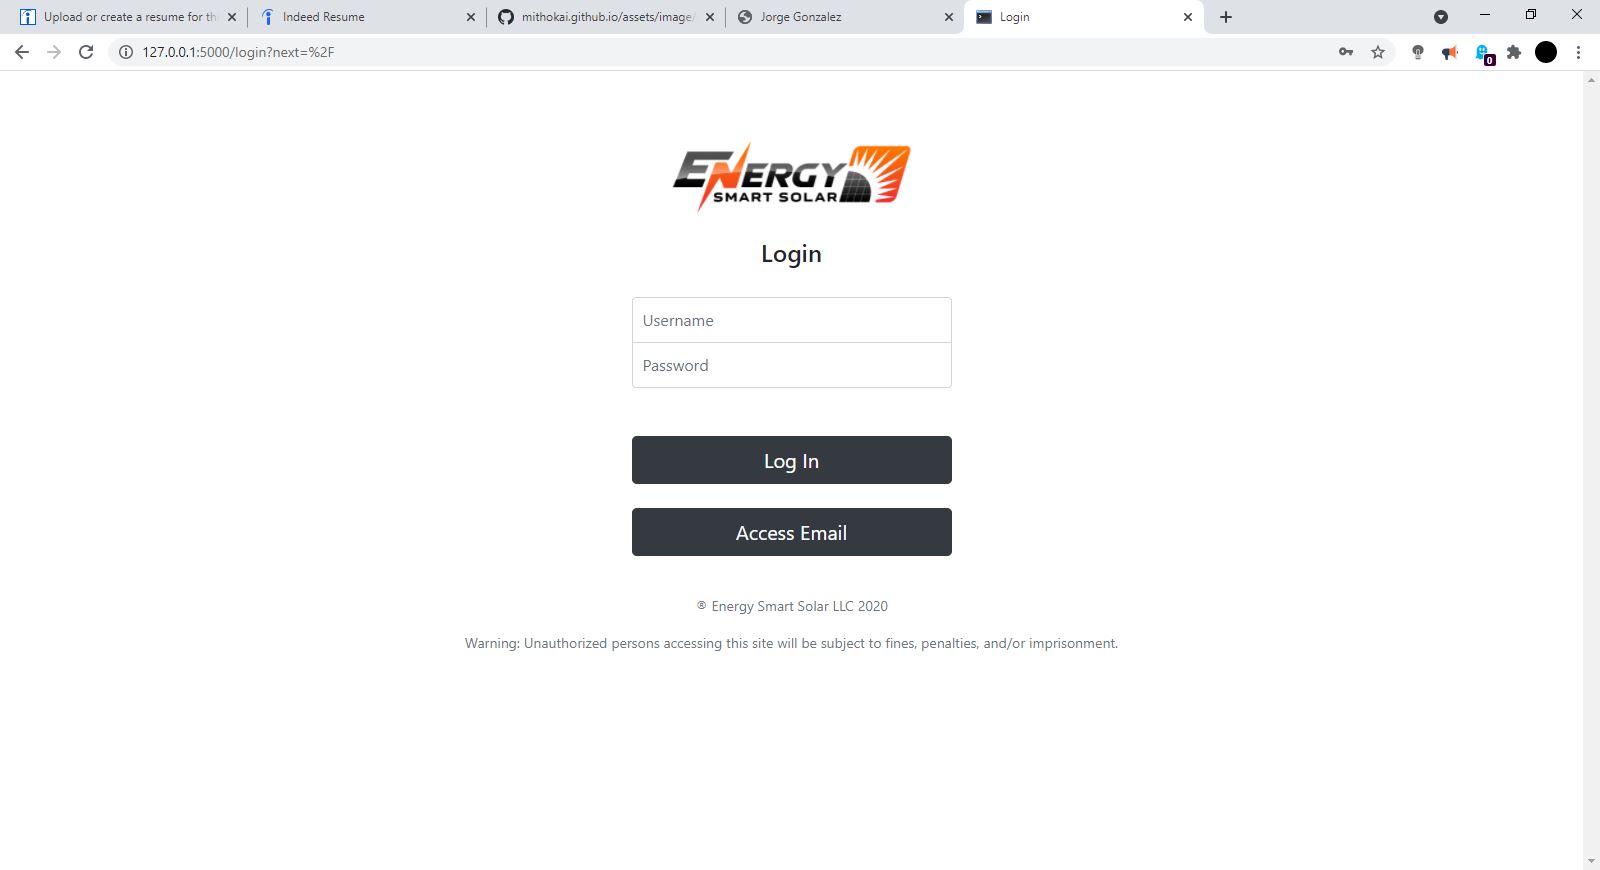 Upload or create a resume for th
Indeed Resume
mithokai.github.io/assets/image/
Jorge Gonzalez
Login
127.0.0.1:5000/login?next=%2F
0
ENERGY
SMART SOLAR
Login
Username
Password
Log In
Access Email
® Energy Smart Solar LLC 2020
Warning: Unauthorized persons accessing this site will be subject to fines, penalties, and/or imprisonment.